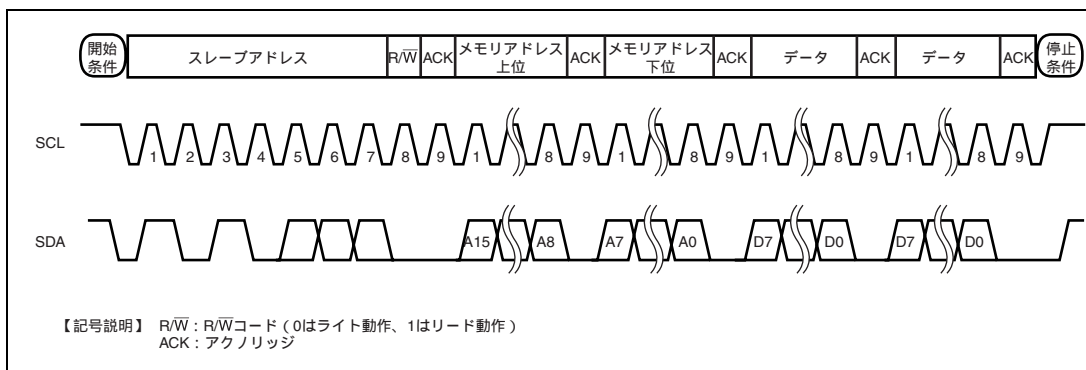 開始条件 スレーブアドレス R/W̅ ACK メモリアドレス上位 ACK メモリアドレス下位 ACK データ ACK データ ACK 停止条件
SCL 1 2 3 4 5 6 7 8 9 1 8 9 1 8 9 1 8 9 1 8 9
SDA A15 A8 A7 A0 D7 D0 D7 D0
【記号説明】 R/W̅：R/W̅コード（0はライト動作、1はリード動作）
ACK：アクノリッジ